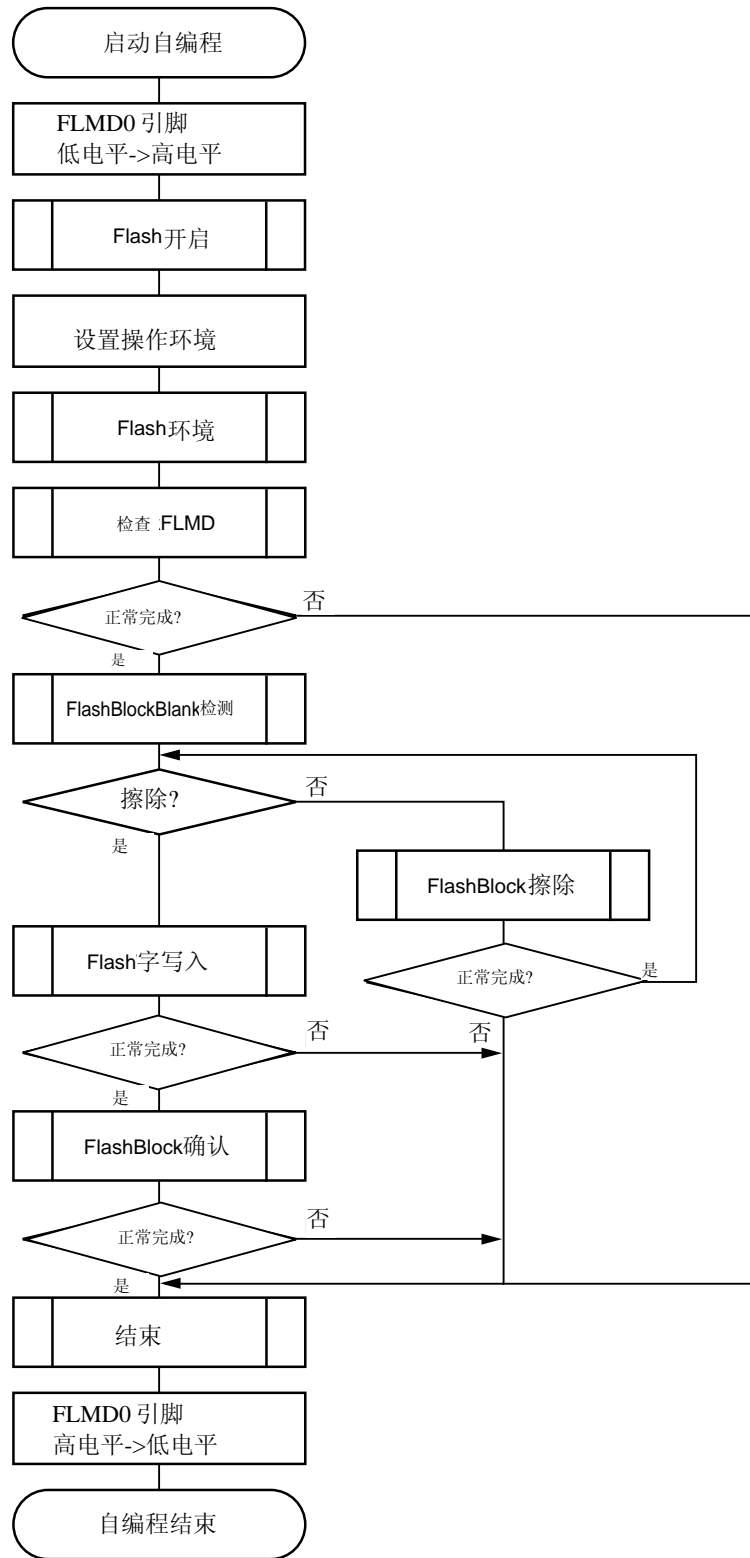 启动自编程
FLMD0 引脚
低电平->高电平
Flash开启
设置操作环境
Flash环境
检查 :FLMD
正常完成?
否
是
FlashBlockBlank检测
擦除?
否
是
FlashBlock擦除
Flash字写入
正常完成?
是
正常完成?
否
否
是
FlashBlock确认
正常完成?
否
是
结束
FLMD0 引脚
高电平->低电平
自编程结束